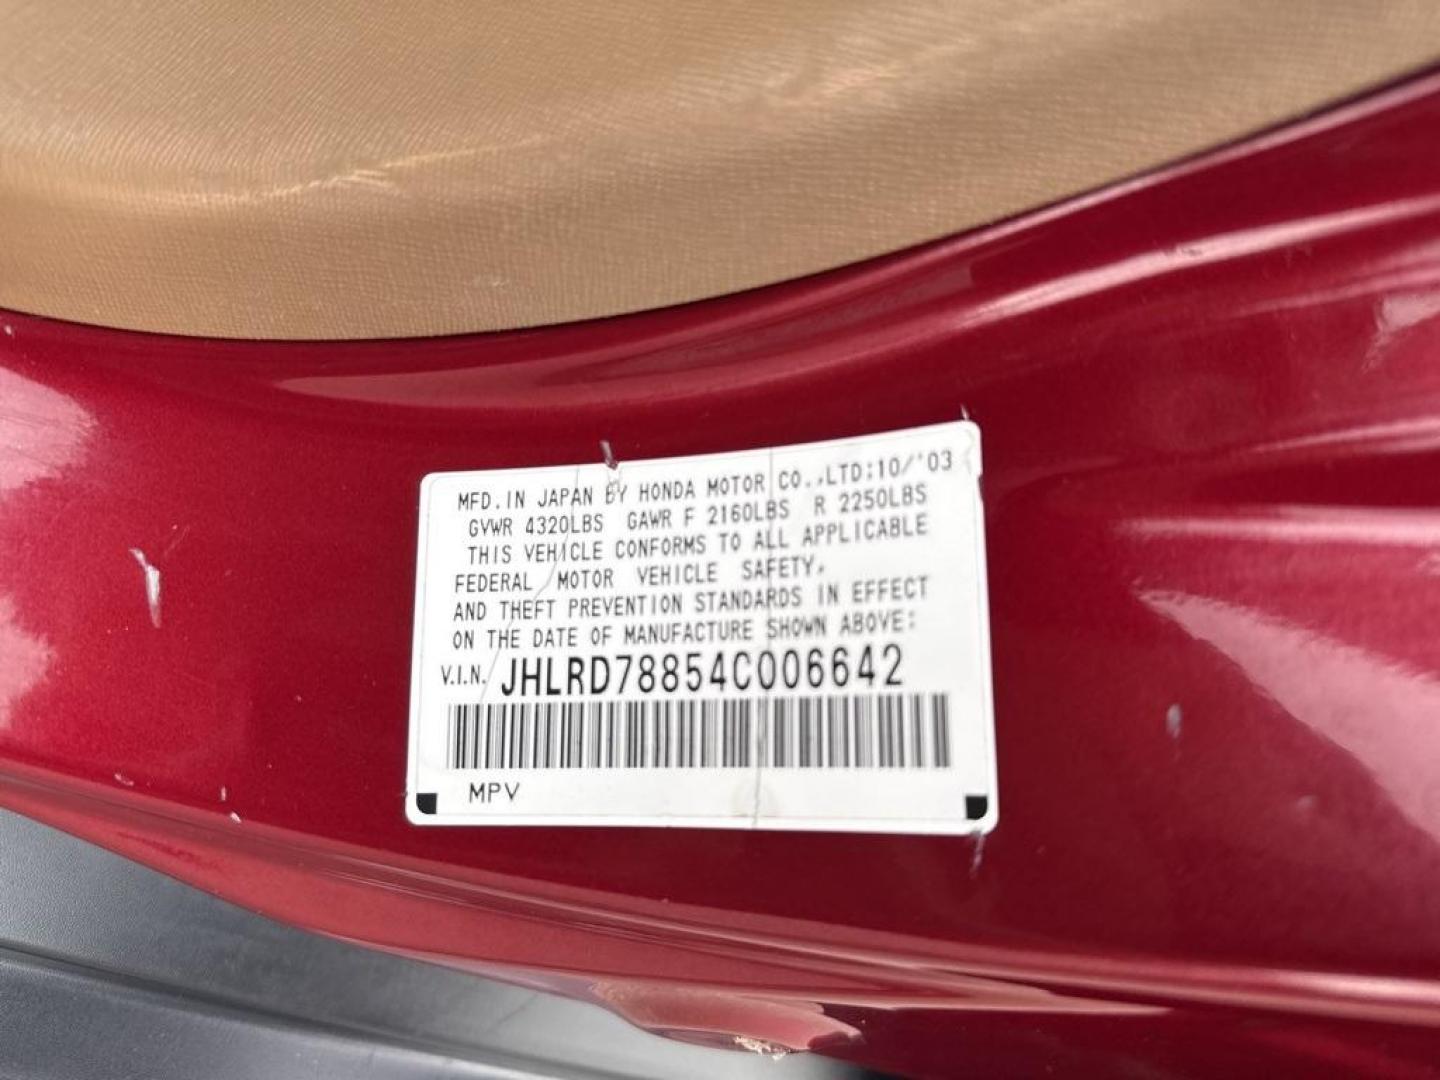 MFD.IN JAPAN BY HONDA MOTOR CO.,LTD:10/'03
GVWR 4320LBS GAWR F 2160LBS R 2250LBS
THIS VEHICLE CONFORMS TO ALL APPLICABLE
FEDERAL MOTOR VEHICLE SAFETY,
AND THEFT PREVENTION STANDARDS IN EFFECT
ON THE DATE OF MANUFACTURE SHOWN ABOVE:
V.I.N. JHLRD78854C006642
MPV